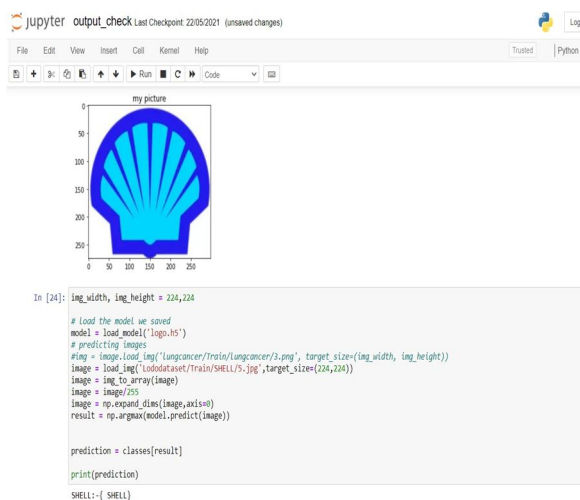 jupyter output_check Last Checkpoint: 22/05/2021 (unsaved changes)
Log
File Edit View Insert Cell Kernel Help
Trusted Python
Run Code
my picture
0
50
100
150
200
250
0 50 100 150 200 250
In [24]: img_width, img_height = 224,224
# load the model we saved
model = load_model('logo.h5')
# predicting images
#img = image.load_img('lungcancer/Train/lungcancer/3.png', target_size=(img_width, img_height))
image = load_img('Lododataset/Train/SHELL/5.jpg',target_size=(224,224))
image = img_to_array(image)
image = image/255
image = np.expand_dims(image,axis=0)
result = np.argmax(model.predict(image))
prediction = classes[result]
print(prediction)
SHELL:-{ SHELL}